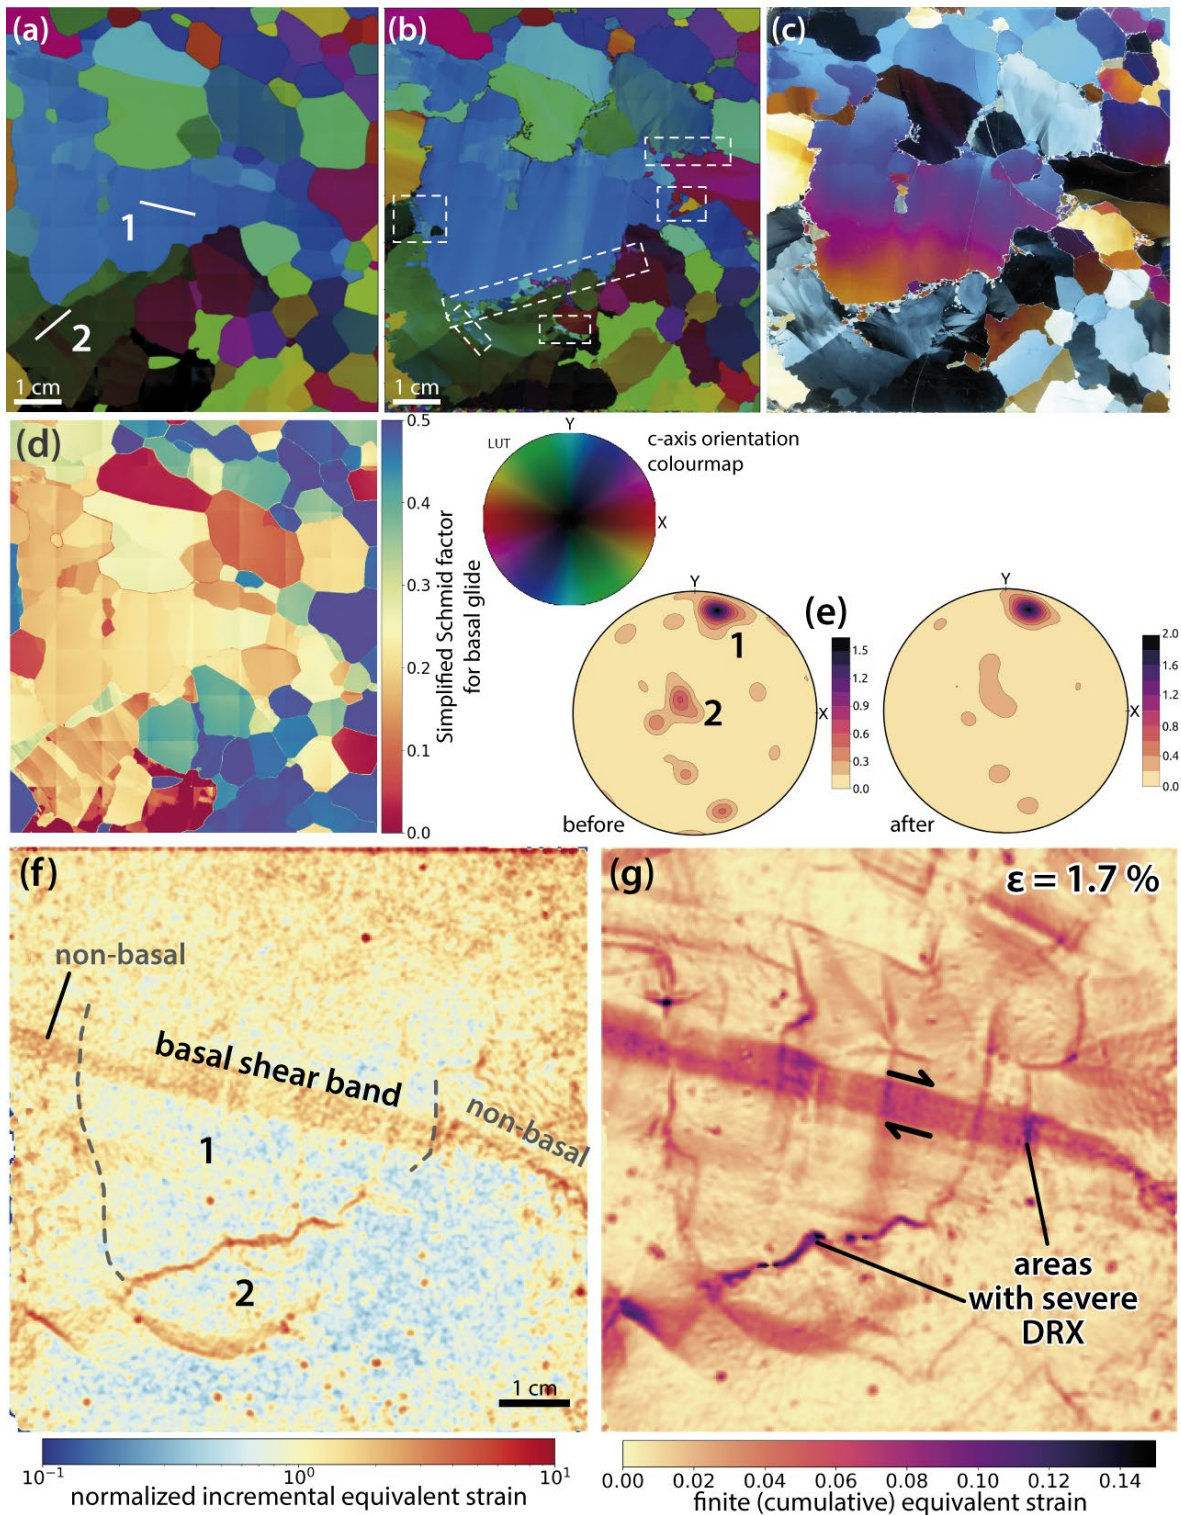 (a)
1
2
1 cm
(b)
1 cm
(c)
(d)
0.5
0.4
0.3
0.2
0.1
0.0
Simplified Schmid factor
for basal glide
LUT
Y
X
c-axis orientation
colourmap
Y
1
2
X
before
1.5
1.2
0.9
0.6
0.3
0.0
(e)
Y
X
after
2.0
1.6
1.2
0.8
0.4
0.0
(f)
non-basal
basal shear band
non-basal
1
2
1 cm
10⁻¹
10⁰
10¹
normalized incremental equivalent strain
(g)
ε = 1.7 %
areas
with severe
DRX
0.00 0.02 0.04 0.06 0.08 0.10 0.12 0.14
finite (cumulative) equivalent strain